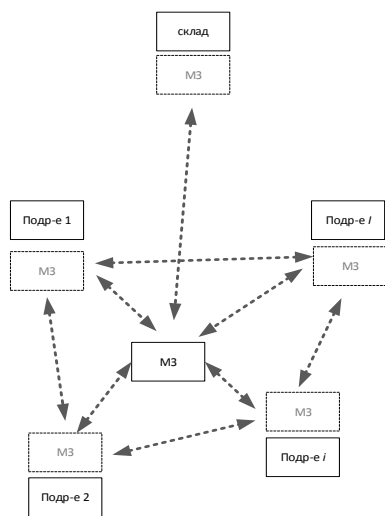 склад
МЗ
Подр-е 1
Подр-е I
МЗ
МЗ
МЗ
МЗ
МЗ
Подр-е i
Подр-е 2